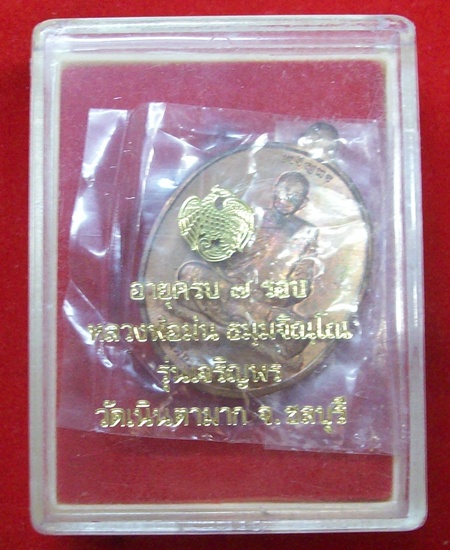 อายุครบ ๗ รอบ
หลวงพ่อม่น ธมฺมจิณฺโณ
รุ่นเจริญพร
วัดเนินตามาก จ.ชลบุรี